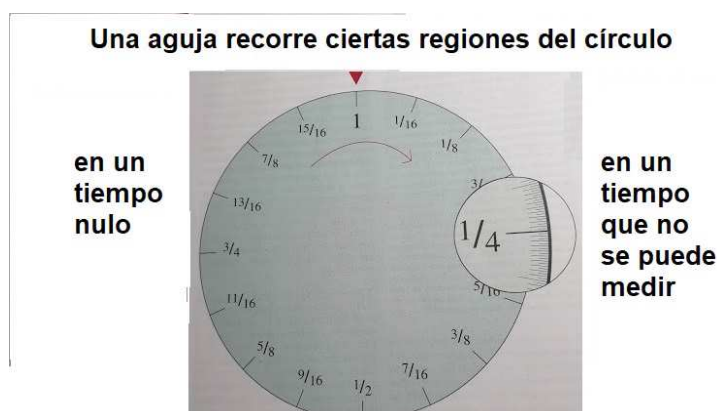 Una aguja recorre ciertas regiones del círculo
en un
tiempo
nulo
en un
tiempo
que no
se puede
medir
1
1/16
1/8
3/
1/4
5/16
3/8
7/16
1/2
9/16
5/8
11/16
3/4
13/16
7/8
15/16